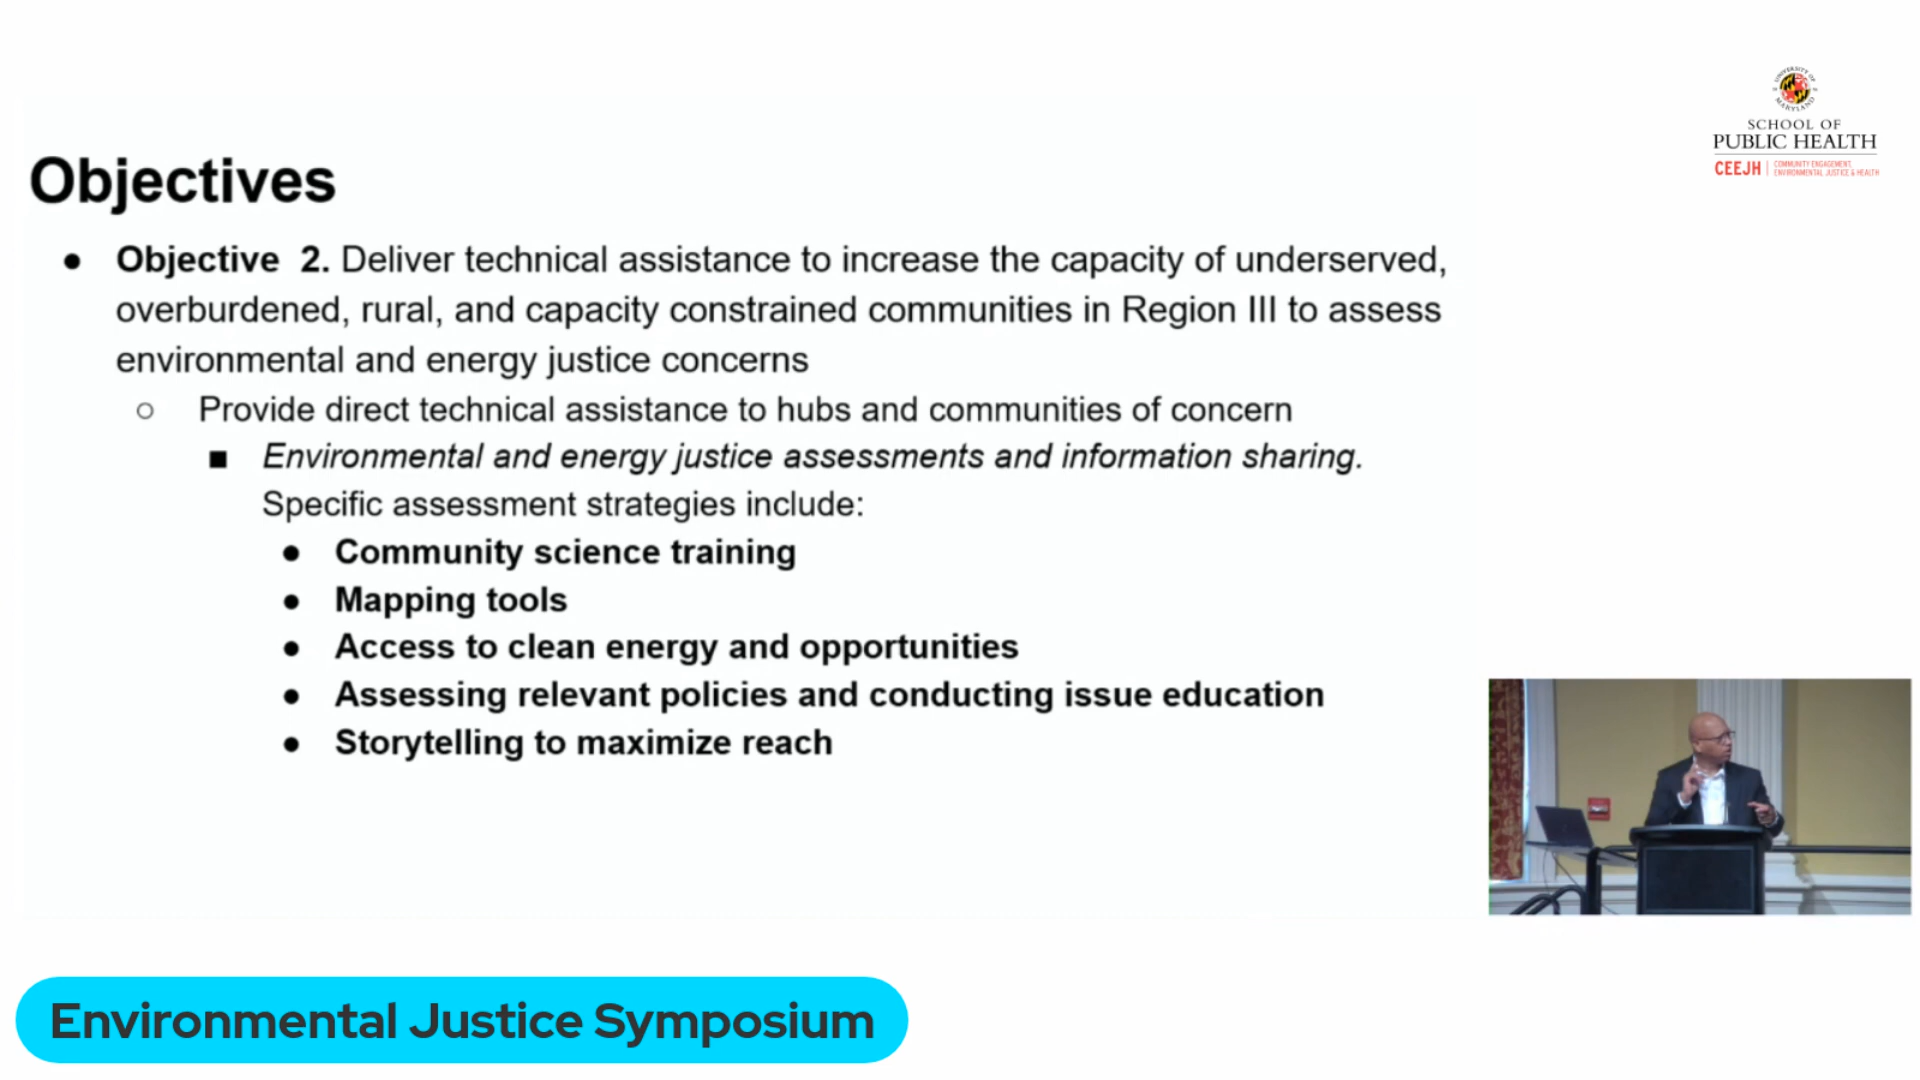 UNIVERSITY OF
MARYLAND
SCHOOL OF
PUBLIC HEALTH
CEEJH | COMMUNITY ENGAGEMENT,
ENVIRONMENTAL JUSTICE & HEALTH
Objectives
● Objective 2. Deliver technical assistance to increase the capacity of underserved,
overburdened, rural, and capacity constrained communities in Region III to assess
environmental and energy justice concerns
○ Provide direct technical assistance to hubs and communities of concern
■ Environmental and energy justice assessments and information sharing.
Specific assessment strategies include:
● Community science training
● Mapping tools
● Access to clean energy and opportunities
● Assessing relevant policies and conducting issue education
● Storytelling to maximize reach
Environmental Justice Symposium